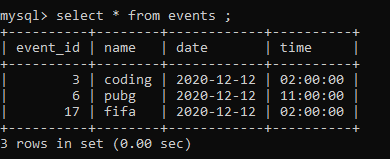 mysql> select * from events ;
+----------+--------+------------+----------+
| event_id | name   | date       | time     |
+----------+--------+------------+----------+
|        3 | coding | 2020-12-12 | 02:00:00 |
|        6 | pubg   | 2020-12-12 | 11:00:00 |
|       17 | fifa   | 2020-12-12 | 02:00:00 |
+----------+--------+------------+----------+
3 rows in set (0.00 sec)